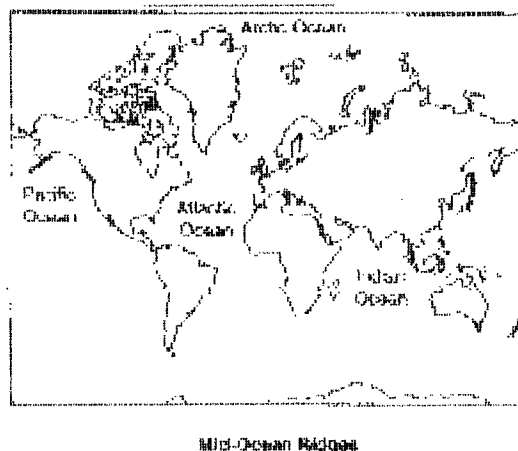 Arctic Ocean
Pacific
Ocean
Atlantic
Ocean
Indian
Ocean
Mid-Ocean Ridges